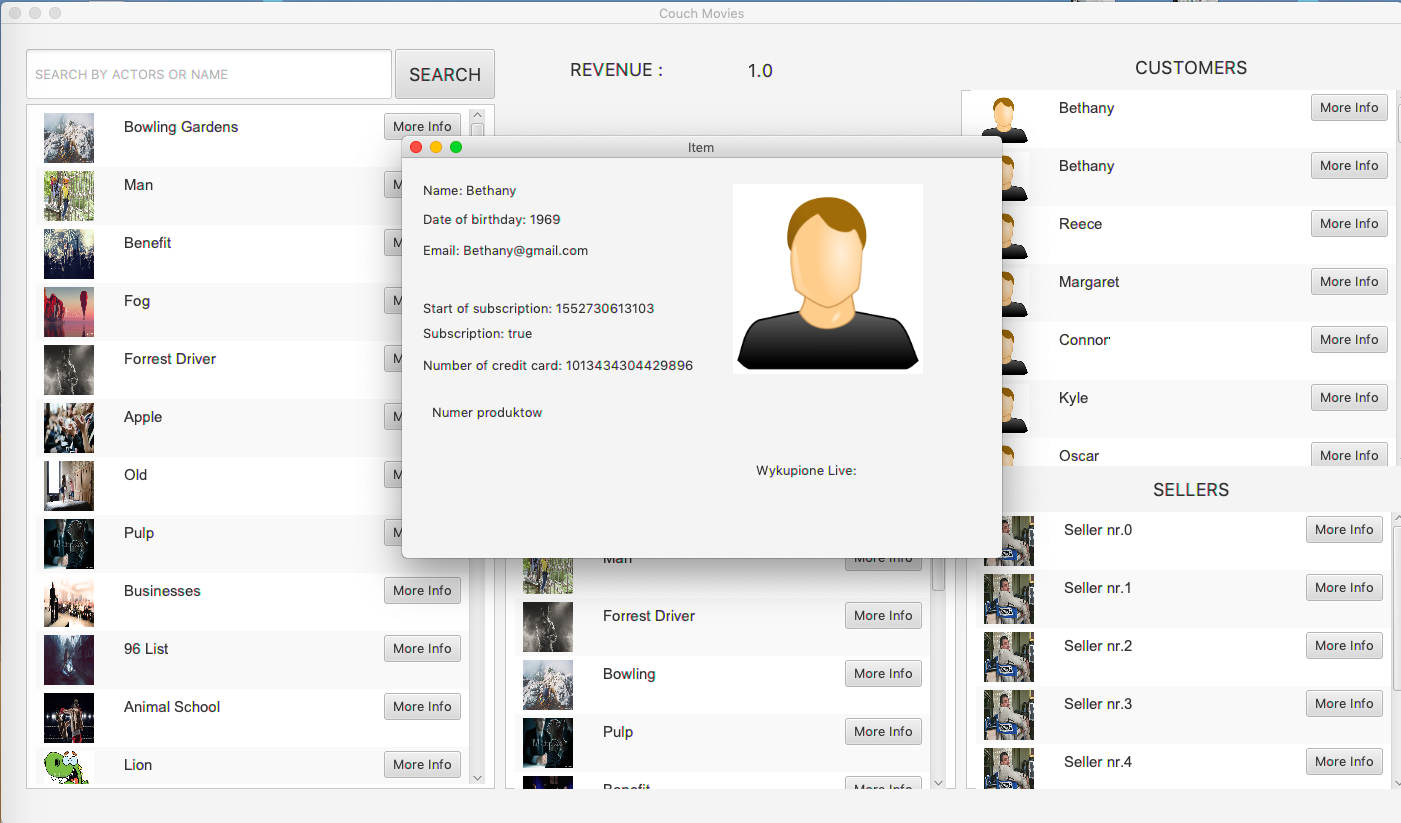 Couch Movies
SEARCH BY ACTORS OR NAME
SEARCH
REVENUE :
1.0
CUSTOMERS
Bowling Gardens
More Info
Man
Benefit
Fog
Forrest Driver
Apple
Old
Pulp
Businesses
More Info
96 List
More Info
Animal School
More Info
Lion
More Info
Item
Name: Bethany
Date of birthday: 1969
Email: Bethany@gmail.com
Start of subscription: 1552730613103
Subscription: true
Number of credit card: 1013434304429896
Numer produktow
Wykupione Live:
Man
More Info
Forrest Driver
More Info
Bowling
More Info
Pulp
More Info
Benefit
More Info
Bethany
More Info
Bethany
More Info
Reece
More Info
Margaret
More Info
Connor
More Info
Kyle
More Info
Oscar
More Info
SELLERS
Seller nr.0
More Info
Seller nr.1
More Info
Seller nr.2
More Info
Seller nr.3
More Info
Seller nr.4
More Info